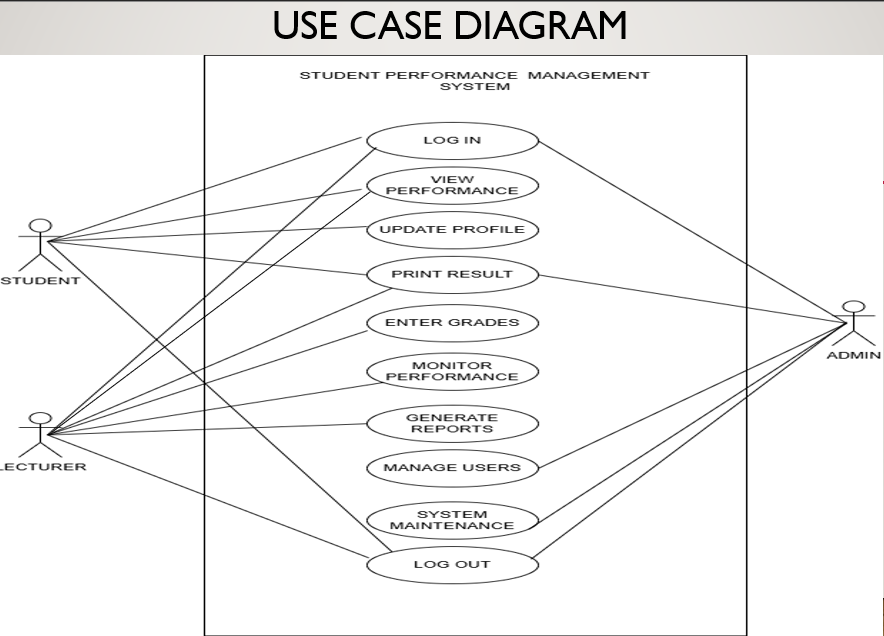 USE CASE DIAGRAM
STUDENT PERFORMANCE MANAGEMENT
SYSTEM
LOG IN
VIEW
PERFORMANCE
UPDATE PROFILE
PRINT RESULT
ENTER GRADES
MONITOR
PERFORMANCE
GENERATE
REPORTS
MANAGE USERS
SYSTEM
MAINTENANCE
LOG OUT
STUDENT
LECTURER
ADMIN